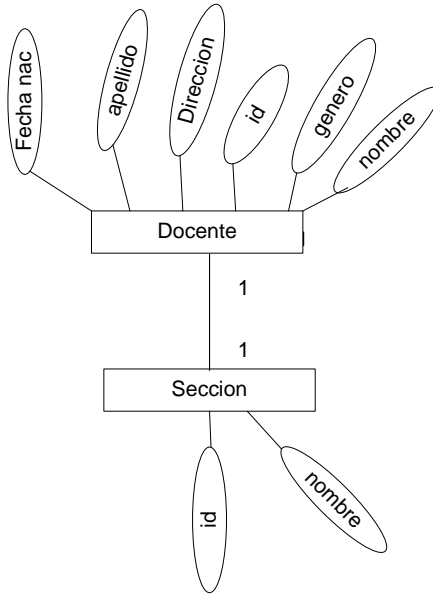 Fecha nac
apellido
Direccion
id
genero
nombre
Docente
1
1
Seccion
id
nombre